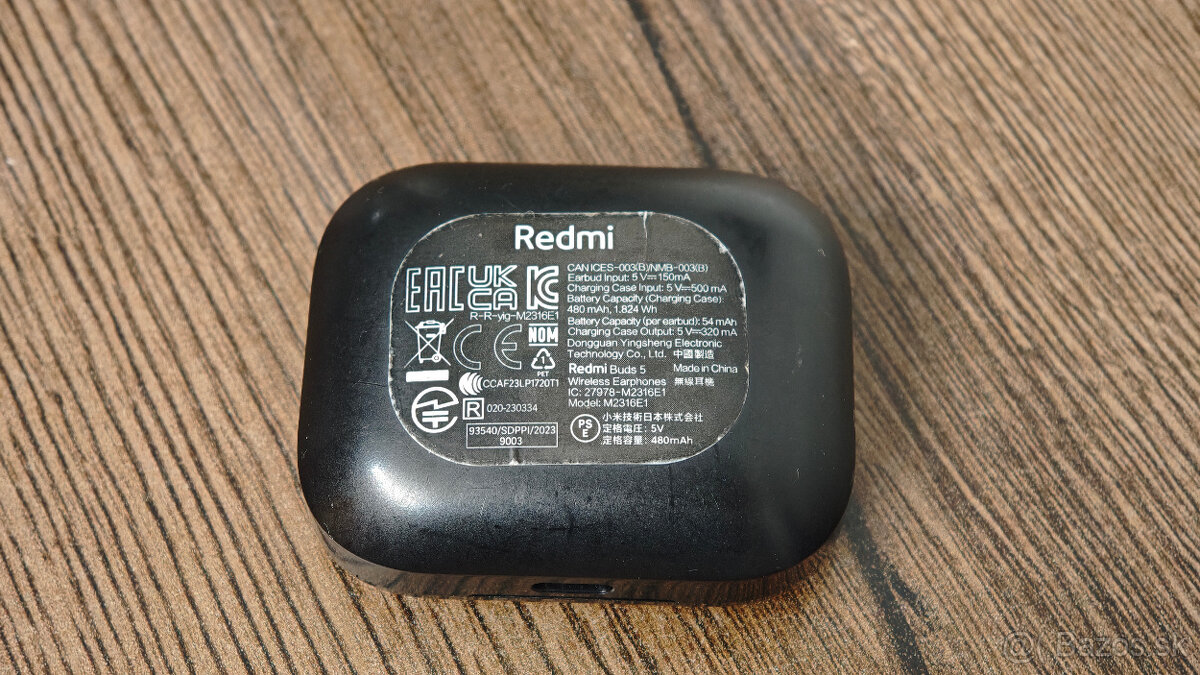 Redmi
EAC UK CA
R-R-yig-M2316E1
CE NOM
1
PET
CCAF23LP1720T1
R 020-230334
93540/SDPPI/2023
9003
CAN ICES-003(B)/NMB-003(B)
Earbud Input: 5 V⎓150mA
Charging Case Input: 5 V⎓500 mA
Battery Capacity (Charging Case):
480 mAh, 1.824 Wh
Battery Capacity (per earbud): 54 mAh
Charging Case Output: 5 V⎓320 mA
Dongguan Yingsheng Electronic
Technology Co., Ltd. 中國製造
Redmi Buds 5 Made in China
Wireless Earphones 無線耳機
IC: 27978-M2316E1
Model: M2316E1
PS E 小米技術日本株式会社
定格電圧: 5V
定格容量: 480mAh
© Bazos.sk